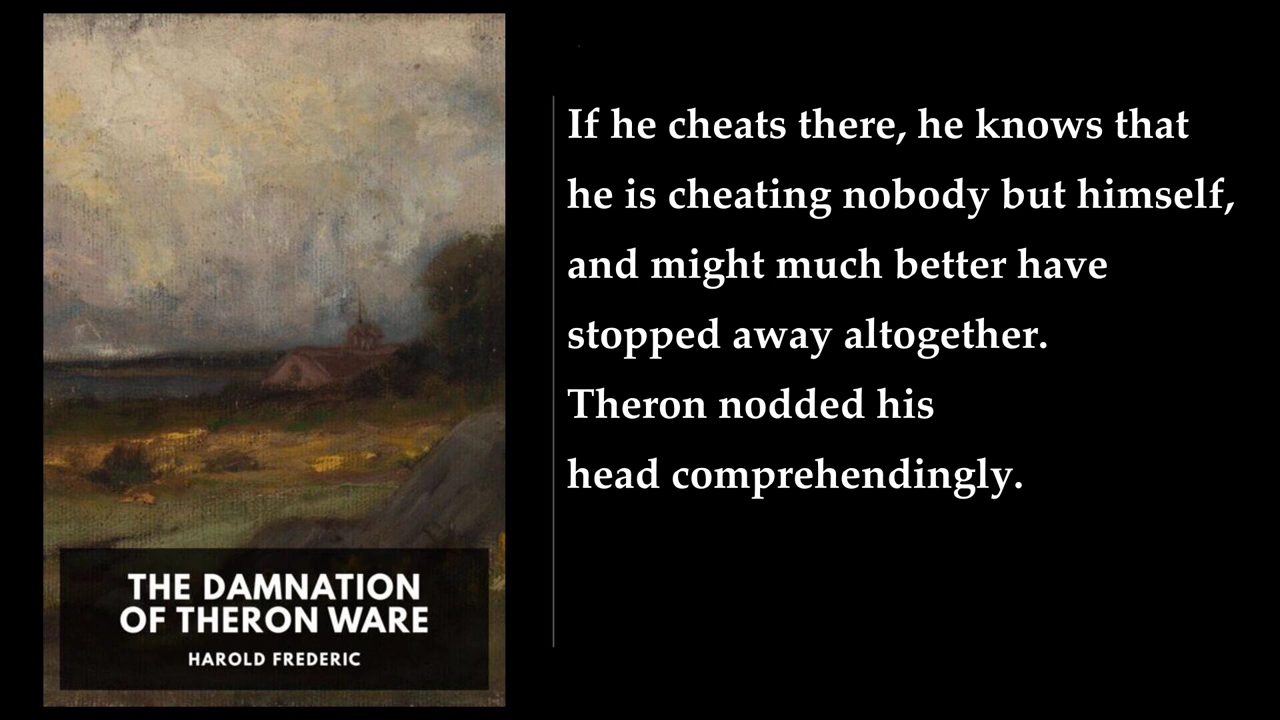 THE DAMNATION
OF THERON WARE
HAROLD FREDERIC
If he cheats there, he knows that
he is cheating nobody but himself,
and might much better have
stopped away altogether.
Theron nodded his
head comprehendingly.